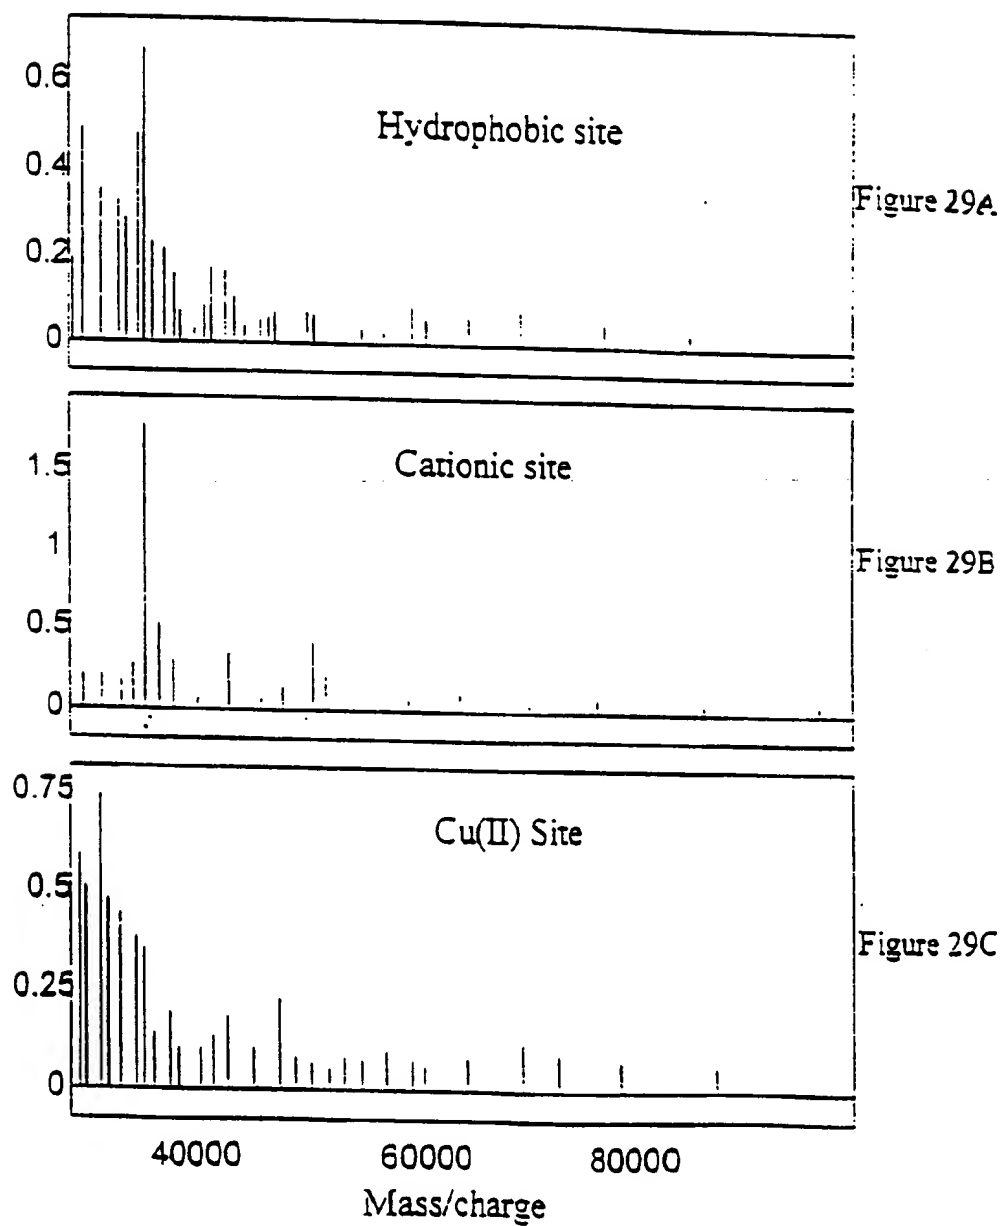 0.6
0.4
0.2
0
Hydrophobic site
Figure 29A
1.5
1
0.5
0
Cationic site
Figure 29B
0.75
0.5
0.25
0
Cu(II) Site
Figure 29C
40000 60000 80000
Mass/charge